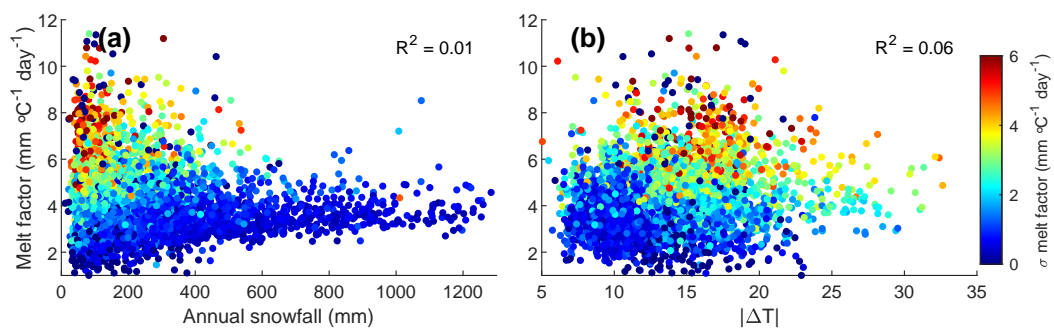 (a)
R² = 0.01
Melt factor (mm °C⁻¹ day⁻¹)
12
10
8
6
4
2
0 200 400 600 800 1000 1200
Annual snowfall (mm)
(b)
R² = 0.06
12
10
8
6
4
2
5 10 15 20 25 30 35
|ΔT|
6
4
2
0
σ melt factor (mm °C⁻¹ day⁻¹)